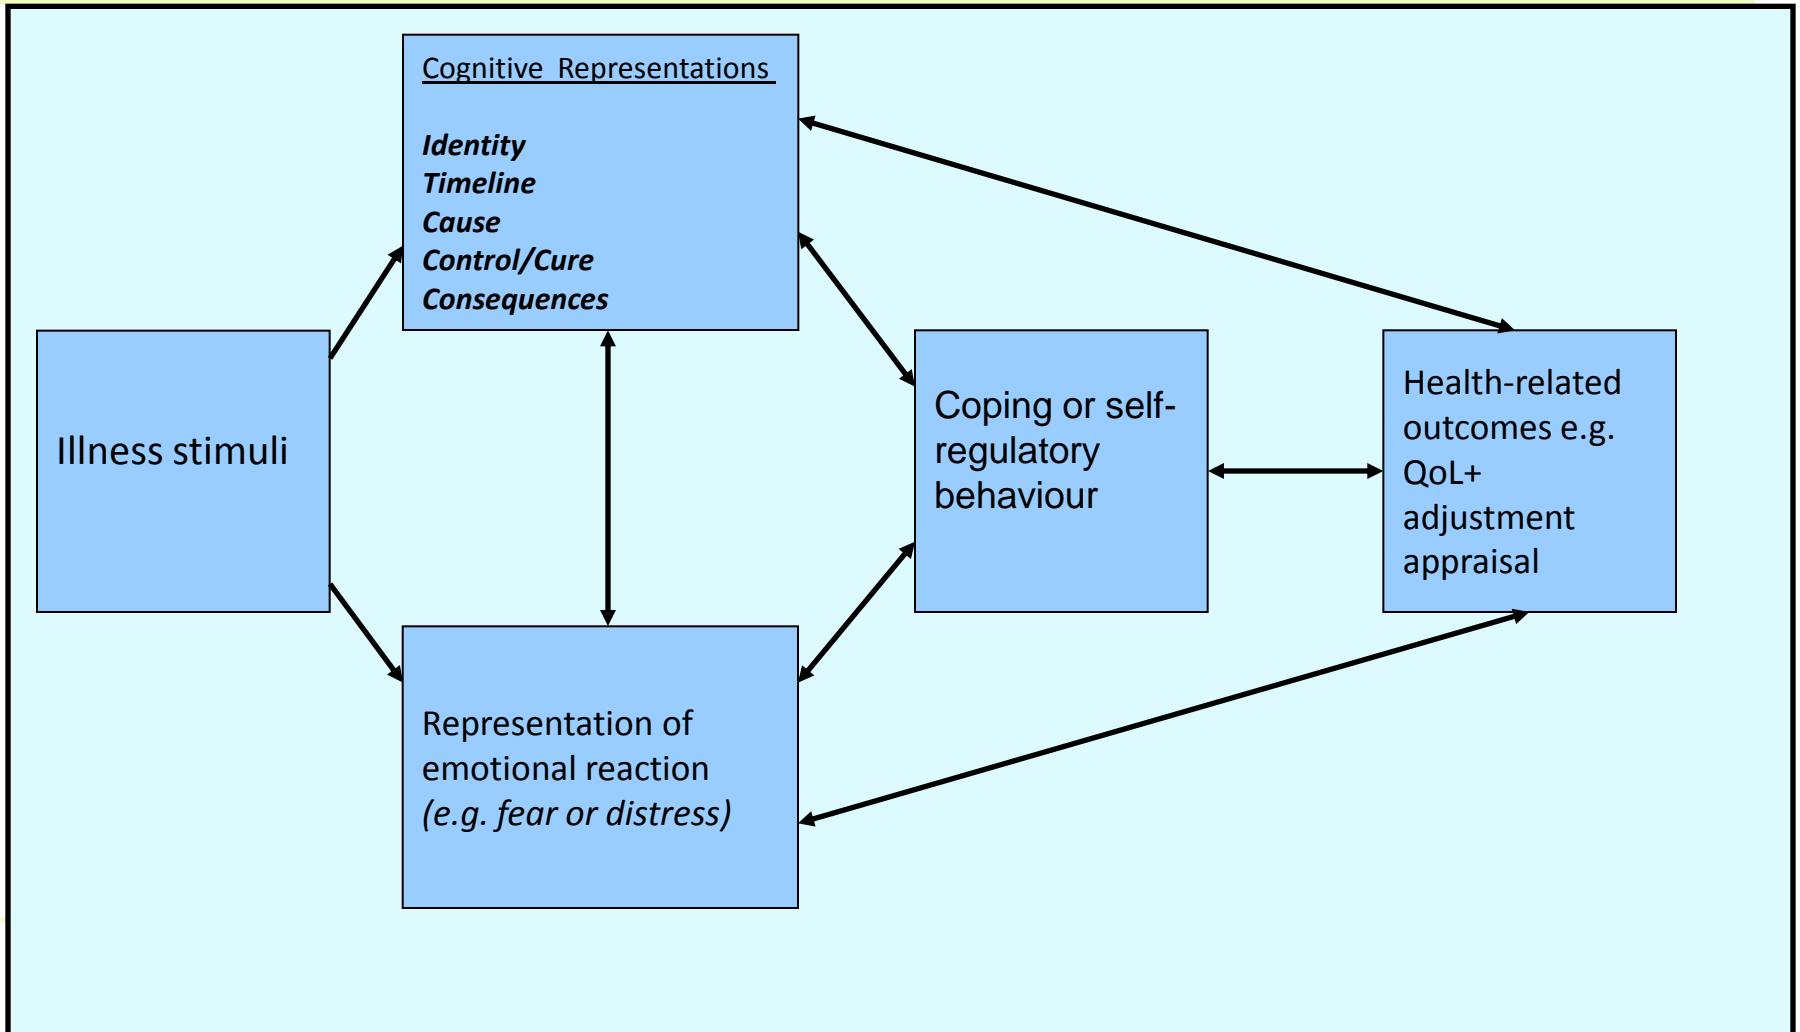 Cognitive Representations
Identity
Timeline
Cause
Control/Cure
Consequences
Illness stimuli
Coping or self-
regulatory
behaviour
Health-related
outcomes e.g.
QoL+
adjustment
appraisal
Representation of
emotional reaction
(e.g. fear or distress)